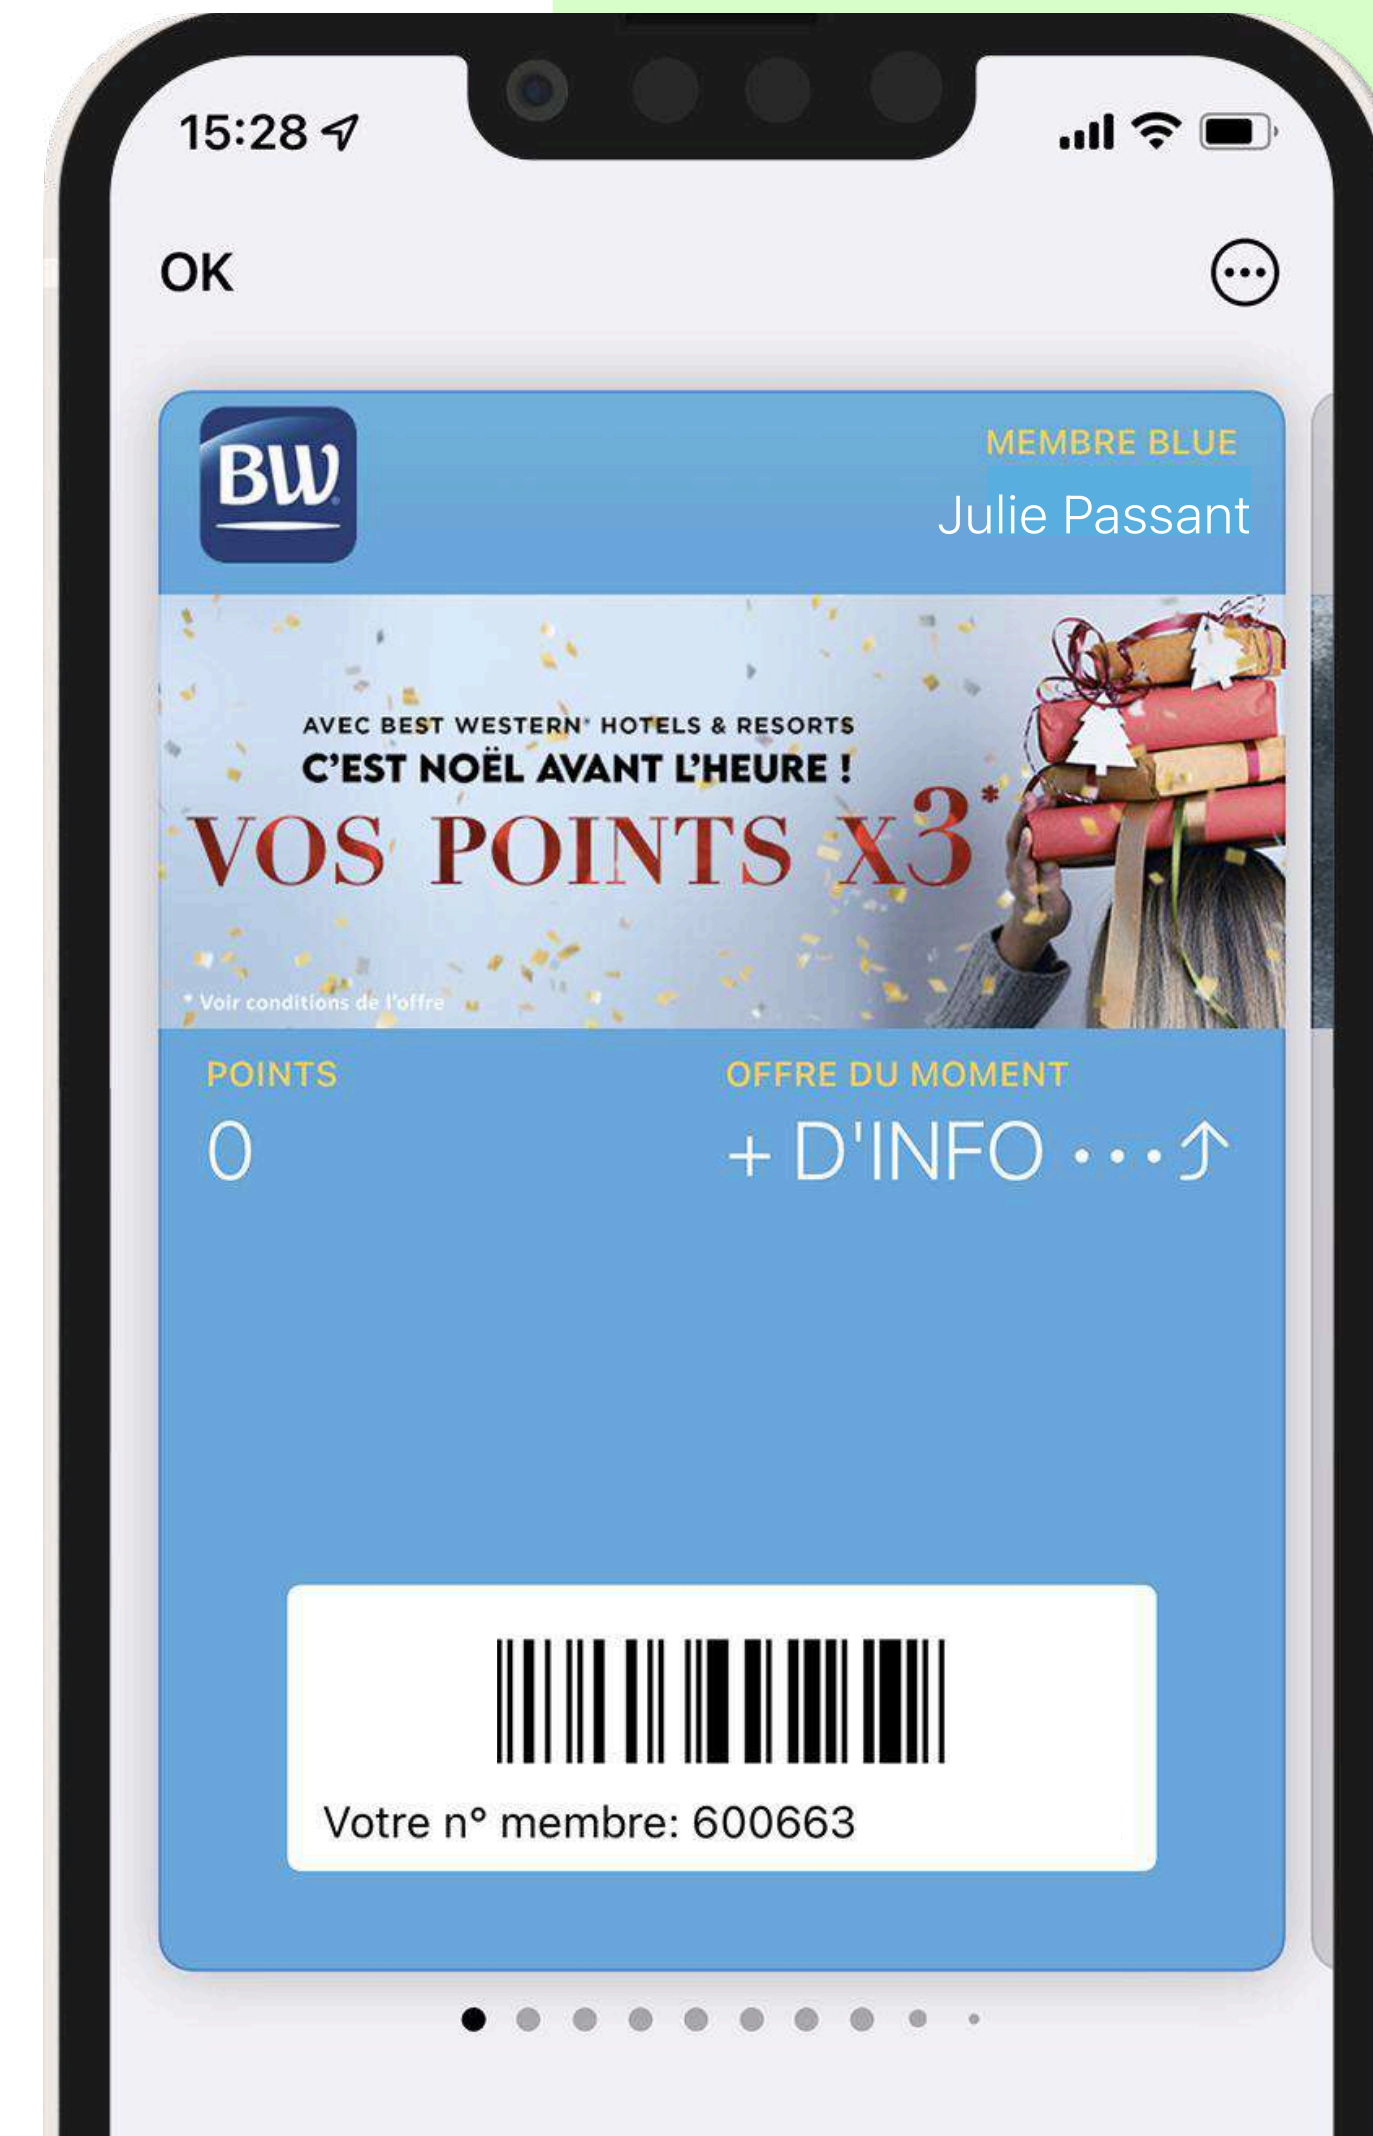 15:28
OK
BW
MEMBRE BLUE
Julie Passant
AVEC BEST WESTERN® HOTELS & RESORTS
C'EST NOËL AVANT L'HEURE !
VOS POINTS X3*
* Voir conditions de l'offre
POINTS
OFFRE DU MOMENT
0
+ D'INFO •••⤴
Votre n° membre: 600663